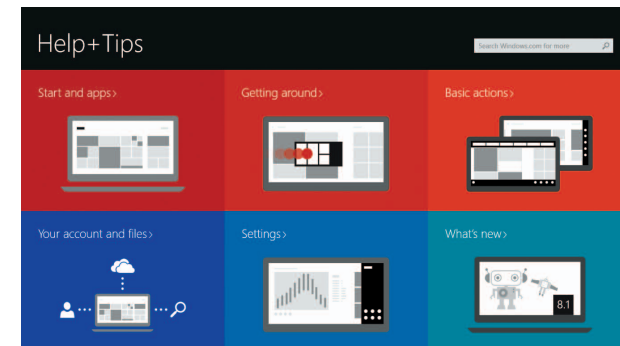 Help+Tips
Search Windows.com for more
Start and apps>
Getting around>
Basic actions>
Your account and files>
Settings>
What's new>
8.1